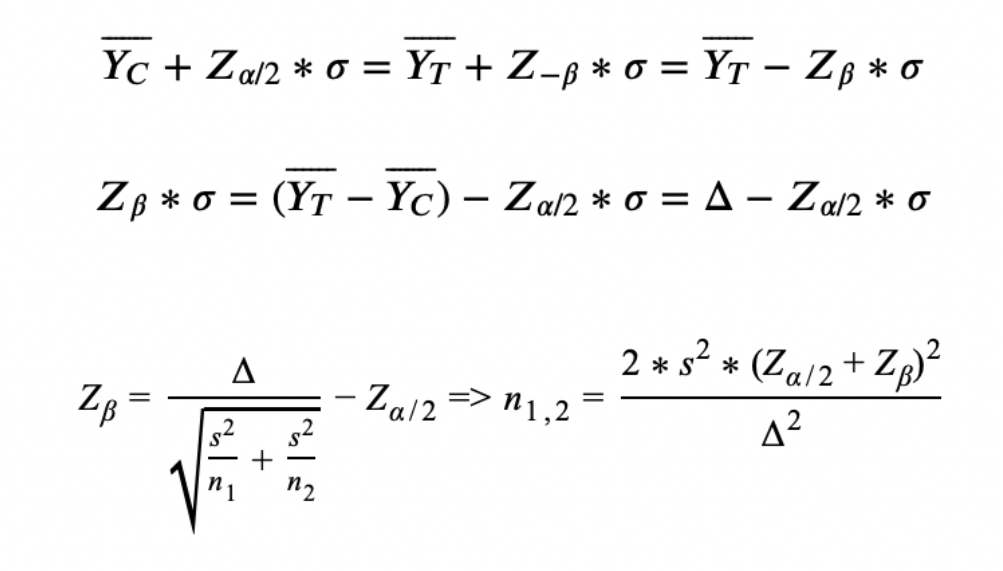 $\overline{Y_C} + Z_{\alpha/2} * \sigma = \overline{Y_T} + Z_{-\beta} * \sigma = \overline{Y_T} - Z_{\beta} * \sigma$
$Z_{\beta} * \sigma = (\overline{Y_T} - \overline{Y_C}) - Z_{\alpha/2} * \sigma = \Delta - Z_{\alpha/2} * \sigma$
$Z_{\beta} = \frac{\Delta}{\sqrt{\frac{s^2}{n_1} + \frac{s^2}{n_2}}} - Z_{\alpha/2} => n_{1,2} = \frac{2 * s^2 * (Z_{\alpha/2} + Z_{\beta})^2}{\Delta^2}$